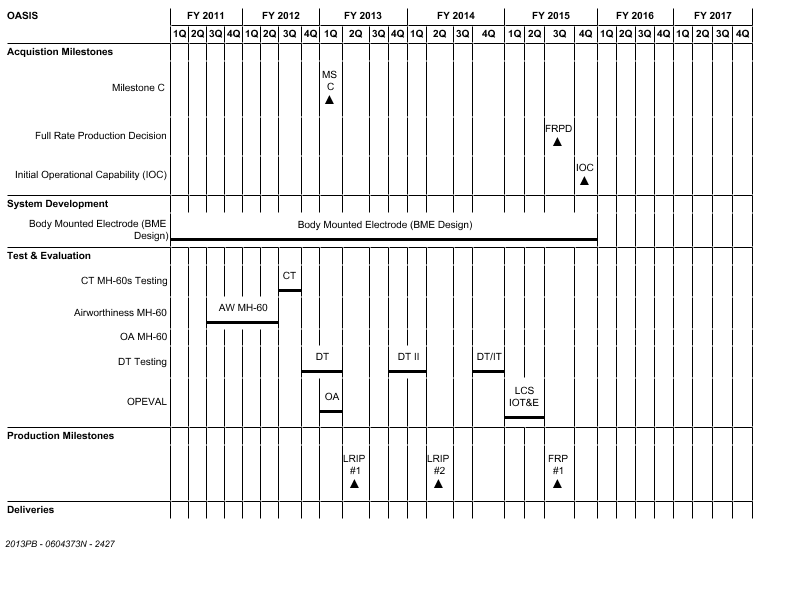 OASIS FY 2011 FY 2012 FY 2013 FY 2014 FY 2015 FY 2016 FY 2017
1Q 2Q 3Q 4Q 1Q 2Q 3Q 4Q 1Q 2Q 3Q 4Q 1Q 2Q 3Q 4Q 1Q 2Q 3Q 4Q 1Q 2Q 3Q 4Q 1Q 2Q 3Q 4Q
Acquistion Milestones
Milestone C
MS
C
Full Rate Production Decision
FRPD
Initial Operational Capability (IOC)
IOC
System Development
Body Mounted Electrode (BME
Design)
Body Mounted Electrode (BME Design)
Test & Evaluation
CT MH-60s Testing
CT
Airworthiness MH-60
AW MH-60
OA MH-60
DT Testing
DT DT II DT/IT
OPEVAL
OA
LCS
IOT&E
Production Milestones
LRIP
#1
LRIP
#2
FRP
#1
Deliveries
2013PB - 0604373N - 2427